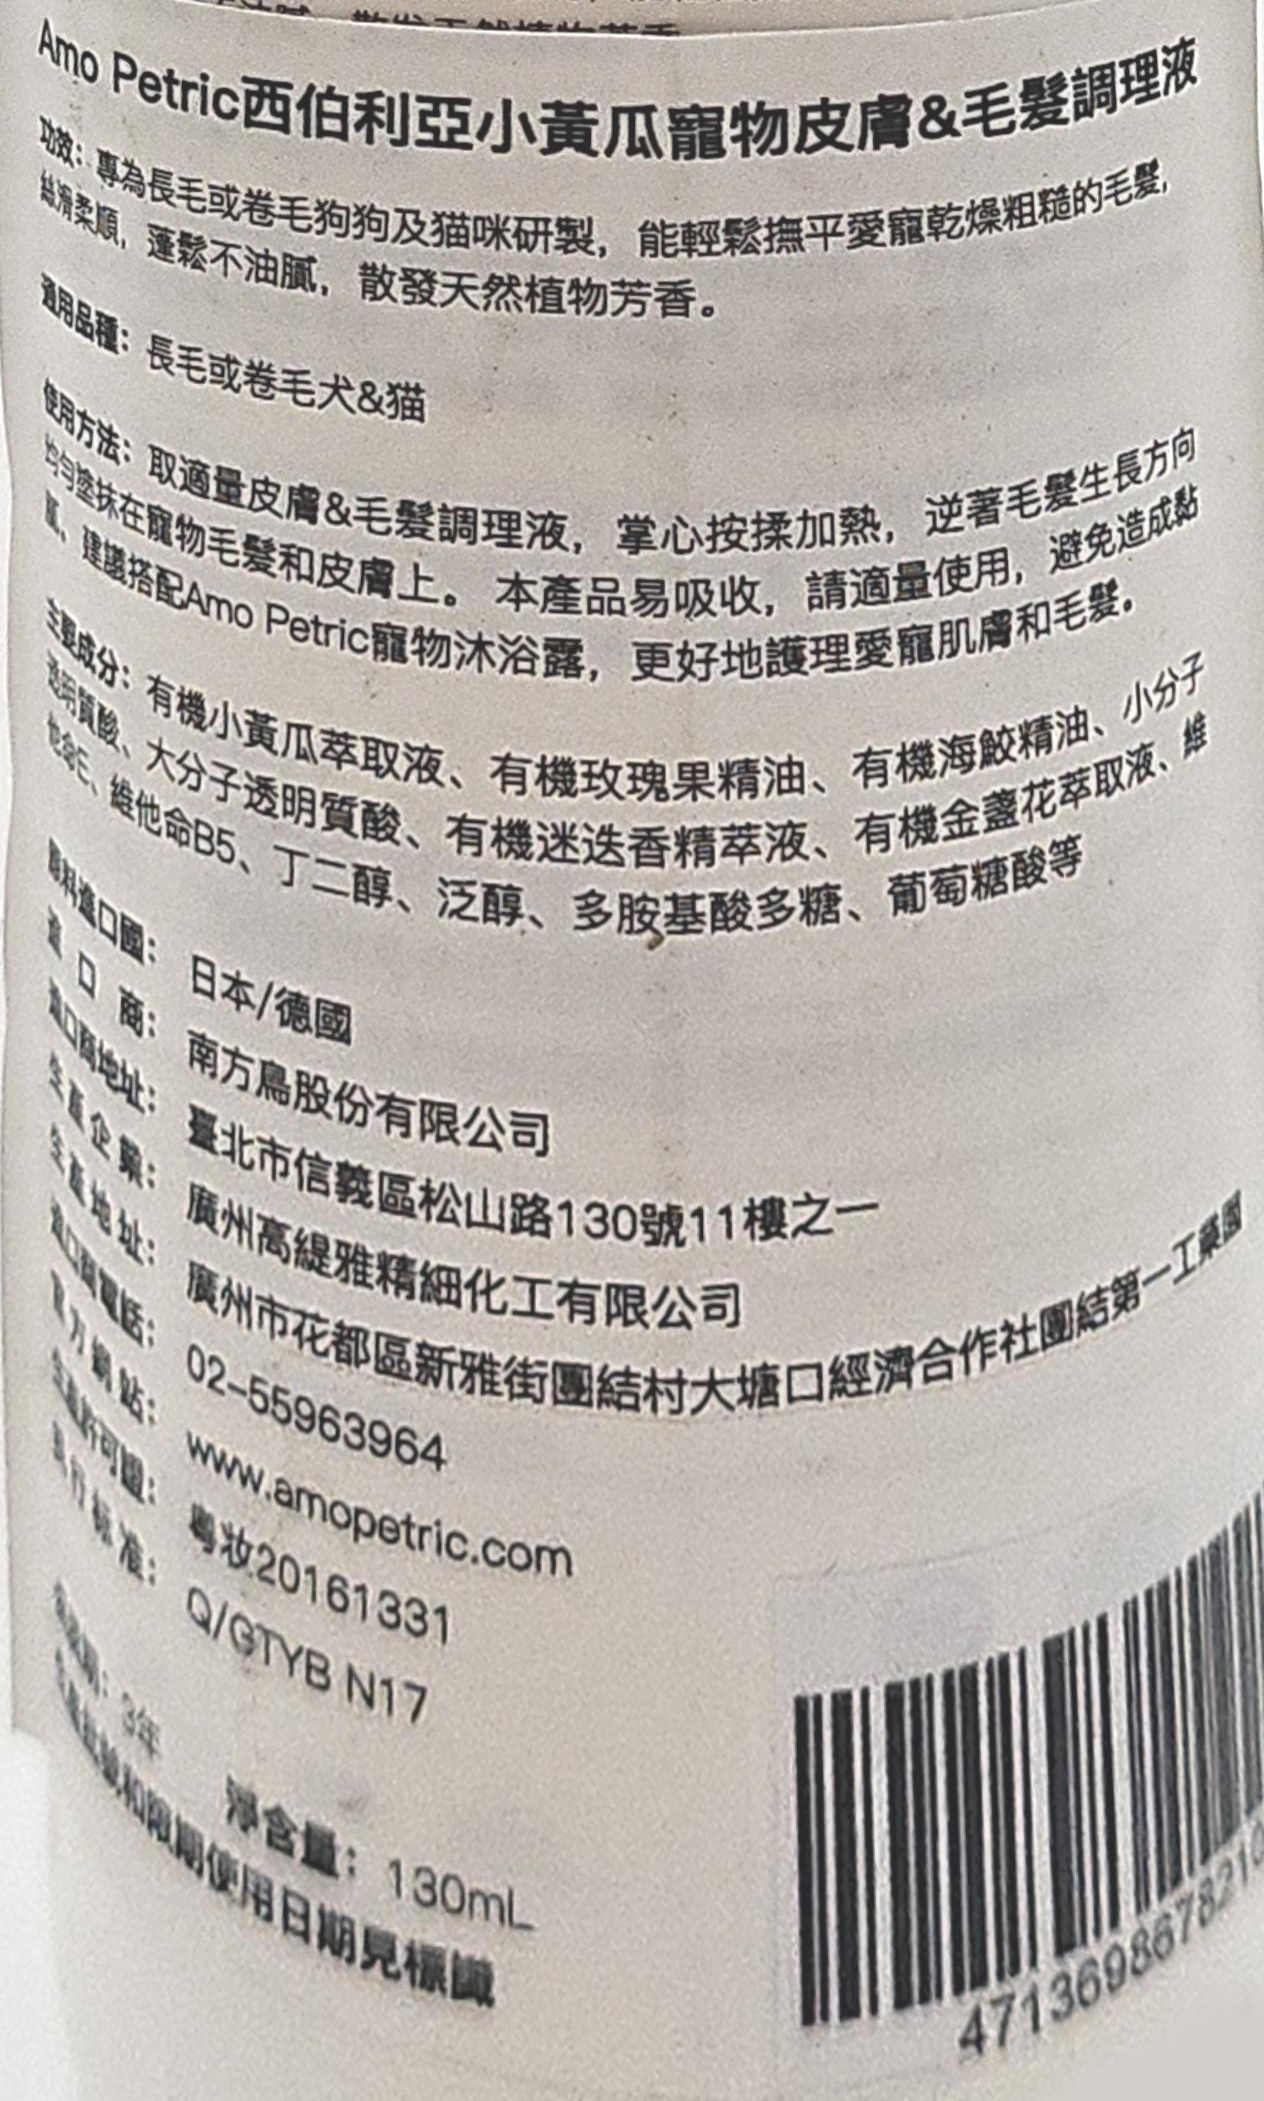 散發天然植物芳香
Amo Petric西伯利亞小黃瓜寵物皮膚&毛髮調理液
功效：專為長毛或卷毛狗狗及猫咪研製，能輕鬆撫平愛寵乾燥粗糙的毛髮，
絲滑柔順，蓬鬆不油膩，散發天然植物芳香。
適用品種：長毛或卷毛犬&猫
使用方法：取適量皮膚&毛髮調理液，掌心按揉加熱，逆著毛髮生長方向
均勻塗抹在寵物毛髮和皮膚上。本產品易吸收，請適量使用，避免造成黏
膩。建議搭配Amo Petric寵物沐浴露，更好地護理愛寵肌膚和毛髮。
主要成分：有機小黃瓜萃取液、有機玫瑰果精油、有機海鮫精油、小分子
透明質酸、大分子透明質酸、有機迷迭香精萃液、有機金盞花萃取液、維
他命E、維他命B5、丁二醇、泛醇、多胺基酸多糖、葡萄糖酸等
原料進口國：日本/德國
進口商：南方鳥股份有限公司
進口商地址：臺北市信義區松山路130號11樓之一
生產企業：廣州高緹雅精細化工有限公司
生產地址：廣州市花都區新雅街團結村大塘口經濟合作社團結第一工業園
進口商電話：02-55963964
官方網站：www.amopetric.com
生產許可證：粵妝20161331
執行标准：Q/GTYB N17
有效期：3年 淨含量：130mL
生產批號和限期使用日期見標識
4713698678210